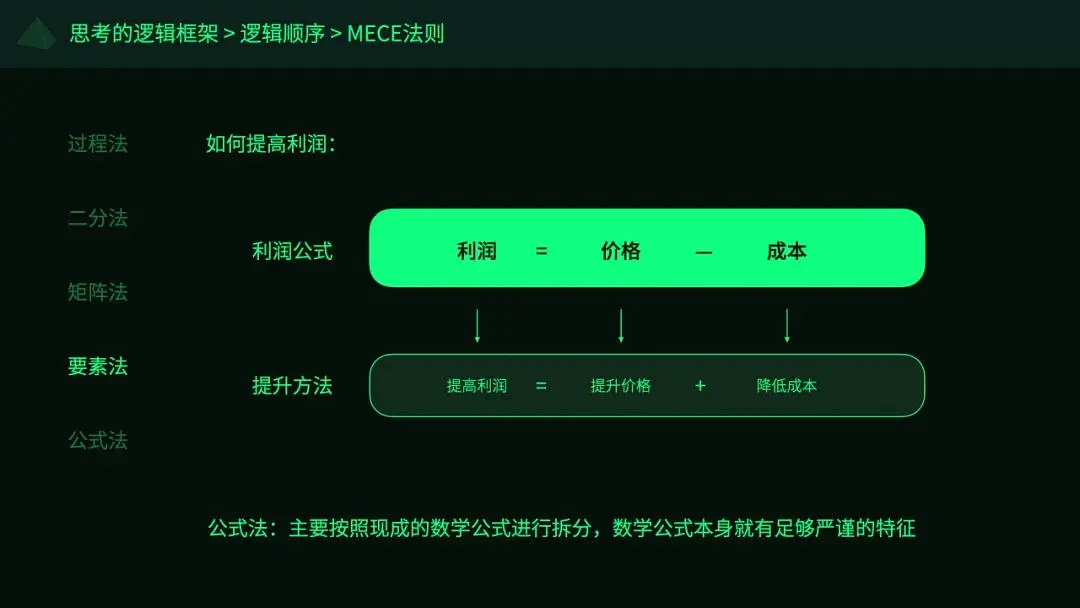 思考的逻辑框架 > 逻辑顺序 > MECE法则
过程法
二分法
矩阵法
要素法
公式法
如何提高利润：
利润公式
利润 = 价格 — 成本
提升方法
提高利润 = 提升价格 + 降低成本
公式法：主要按照现成的数学公式进行拆分，数学公式本身就有足够严谨的特征